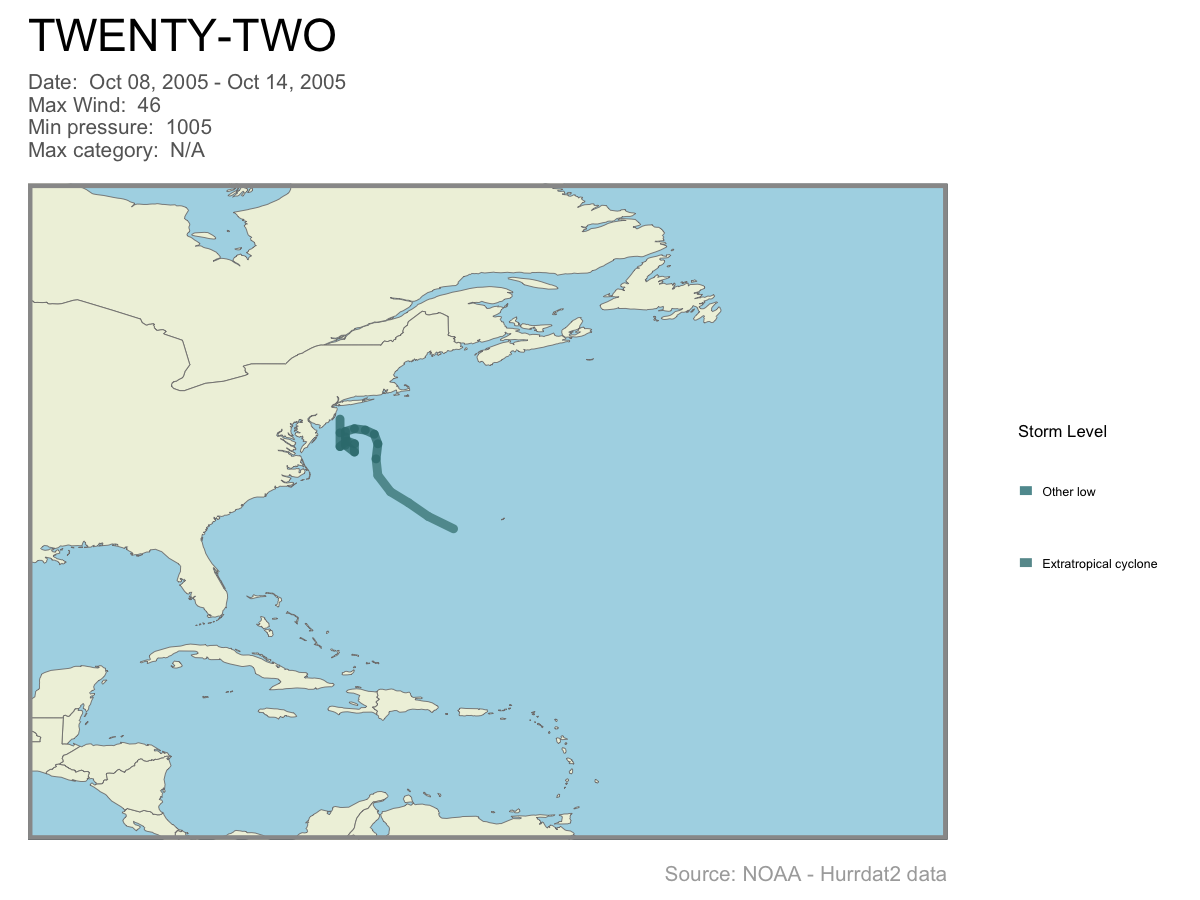 TWENTY-TWO
Date:  Oct 08, 2005 - Oct 14, 2005
Max Wind:  46
Min pressure:  1005
Max category:  N/A
Storm Level
Other low
Extratropical cyclone
Source: NOAA - Hurrdat2 data